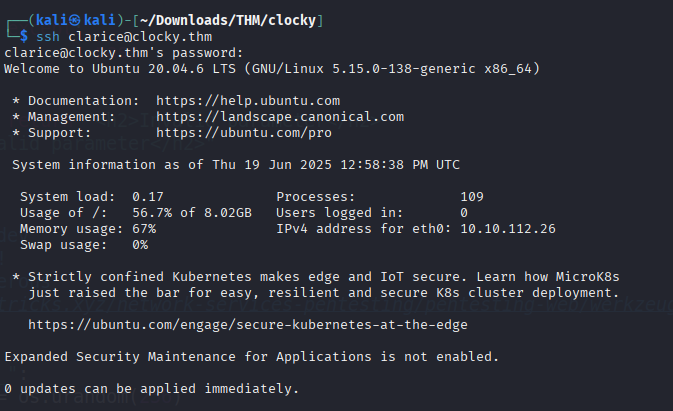 ┌──(kali㉿kali)-[~/Downloads/THM/clocky]
└─$ ssh clarice@clocky.thm
clarice@clocky.thm's password:
Welcome to Ubuntu 20.04.6 LTS (GNU/Linux 5.15.0-138-generic x86_64)
* Documentation:  https://help.ubuntu.com
* Management:     https://landscape.canonical.com
* Support:        https://ubuntu.com/pro
alid parameter</h2>
System information as of Thu 19 Jun 2025 12:58:38 PM UTC
System load:  0.17              Processes:             109
Usage of /:   56.7% of 8.02GB   Users logged in:       0
Memory usage: 67%               IPv4 address for eth0: 10.10.112.26
Swap usage:   0%
* Strictly confined Kubernetes makes edge and IoT secure. Learn how MicroK8s
just raised the bar for easy, resilient and secure K8s cluster deployment.
https://ubuntu.com/engage/secure-kubernetes-at-the-edge
Expanded Security Maintenance for Applications is not enabled.
0 updates can be applied immediately.